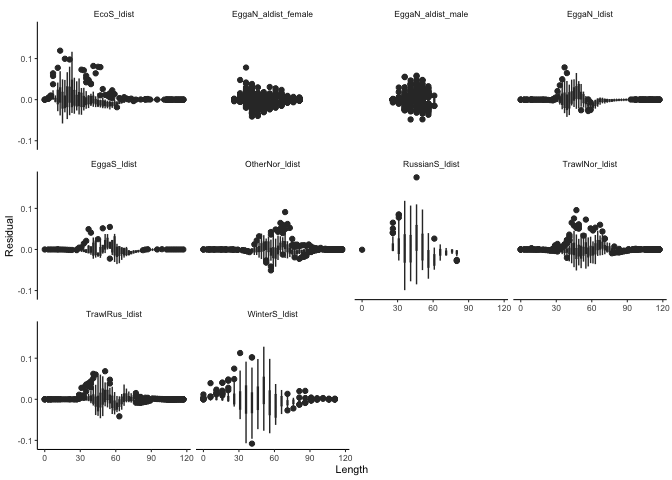 EcoS_ldist EggaN_aldist_female EggaN_aldist_male EggaN_ldist
0.1
0.0
-0.1
EggaS_ldist OtherNor_ldist RussianS_ldist TrawlNor_ldist
0.1
0.0
-0.1
0 30 60 90 120 0 30 60 90 120
TrawlRus_ldist WinterS_ldist
0.1
0.0
-0.1
0 30 60 90 120 0 30 60 90 120
Length
Residual